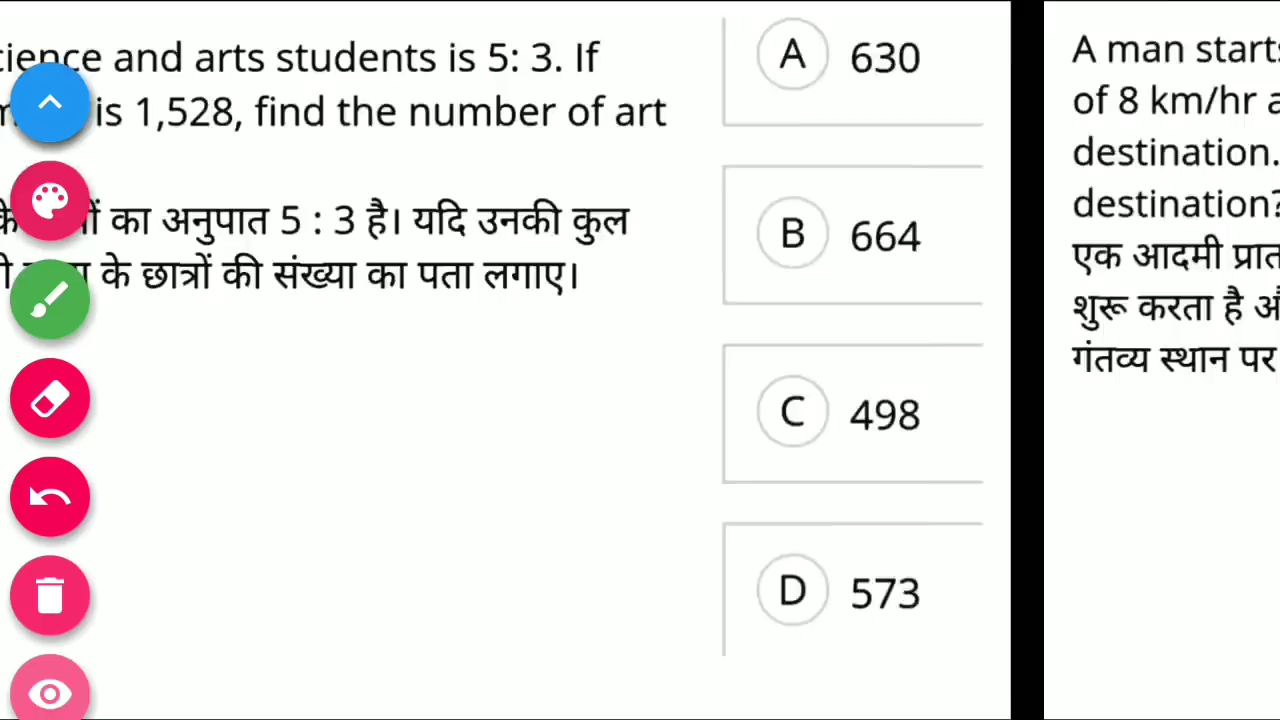 and arts students is 5: 3. If
is 1,528, find the number of art
का अनुपात 5 : 3 है। यदि उनकी कुल
के छात्रों की संख्या का पता लगाए।
A 630
B 664
C 498
D 573
A man
of 8 km/hr
destination.
destination?
एक आदमी
शुरू करता है
गंतव्य स्थान पर